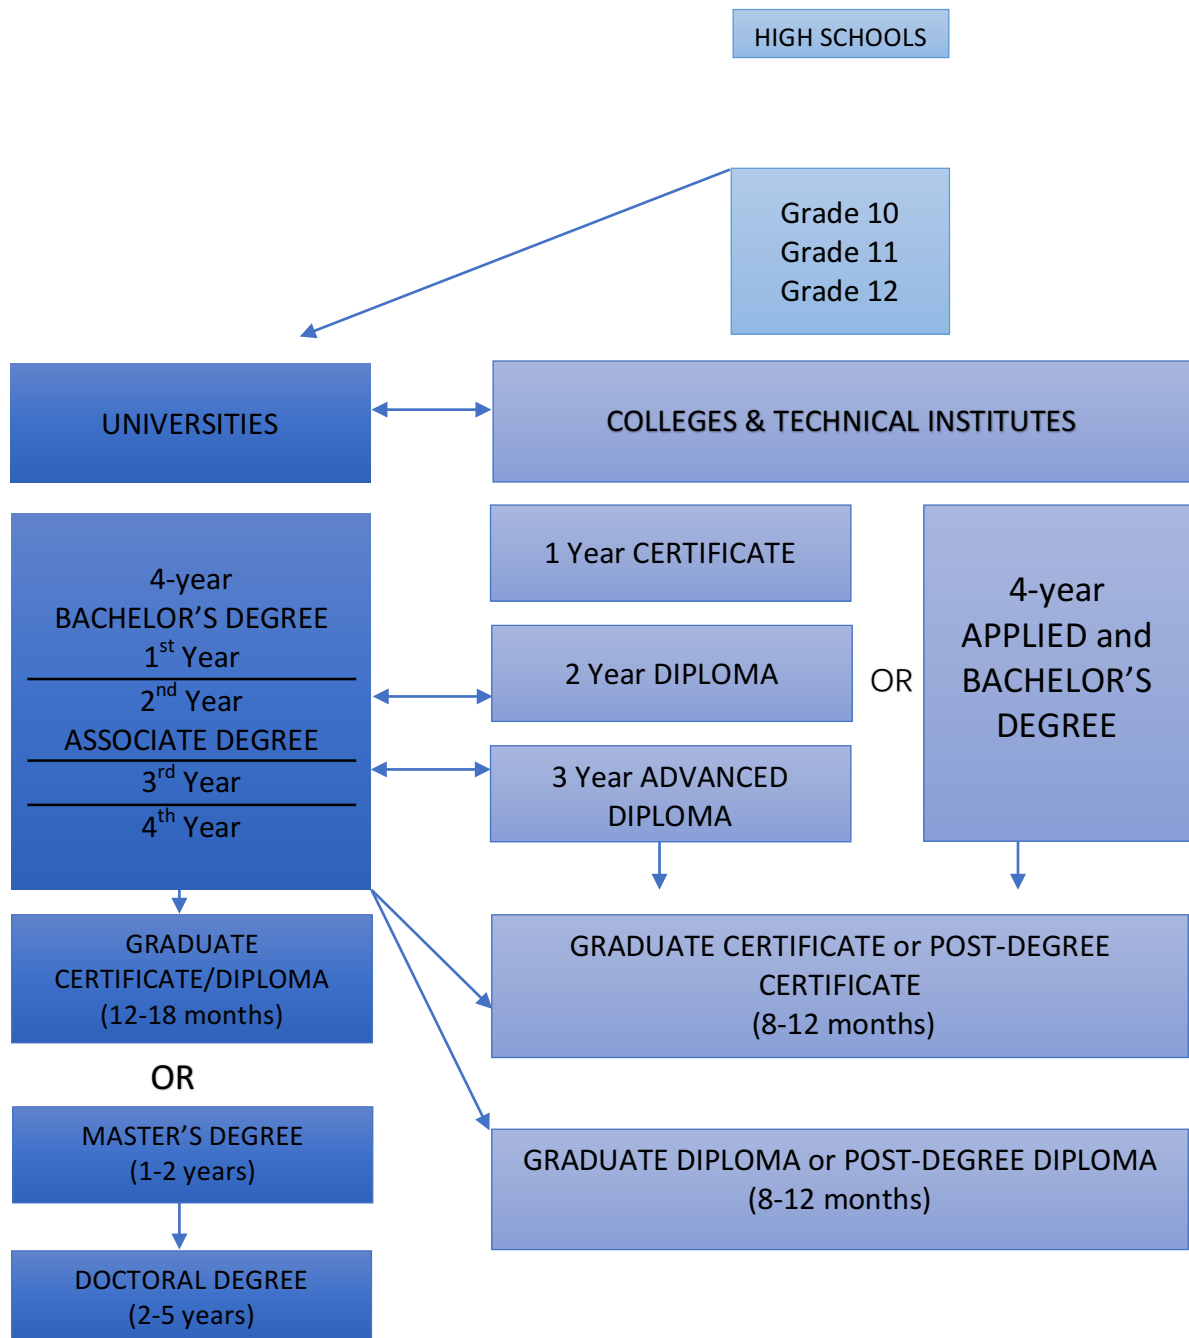 HIGH SCHOOLS
Grade 10
Grade 11
Grade 12
UNIVERSITIES
COLLEGES & TECHNICAL INSTITUTES
4-year
BACHELOR’S DEGREE
1st Year
2nd Year
ASSOCIATE DEGREE
3rd Year
4th Year
1 Year CERTIFICATE
2 Year DIPLOMA
3 Year ADVANCED
DIPLOMA
OR
4-year
APPLIED and
BACHELOR’S
DEGREE
GRADUATE
CERTIFICATE/DIPLOMA
(12-18 months)
OR
MASTER’S DEGREE
(1-2 years)
DOCTORAL DEGREE
(2-5 years)
GRADUATE CERTIFICATE or POST-DEGREE
CERTIFICATE
(8-12 months)
GRADUATE DIPLOMA or POST-DEGREE DIPLOMA
(8-12 months)